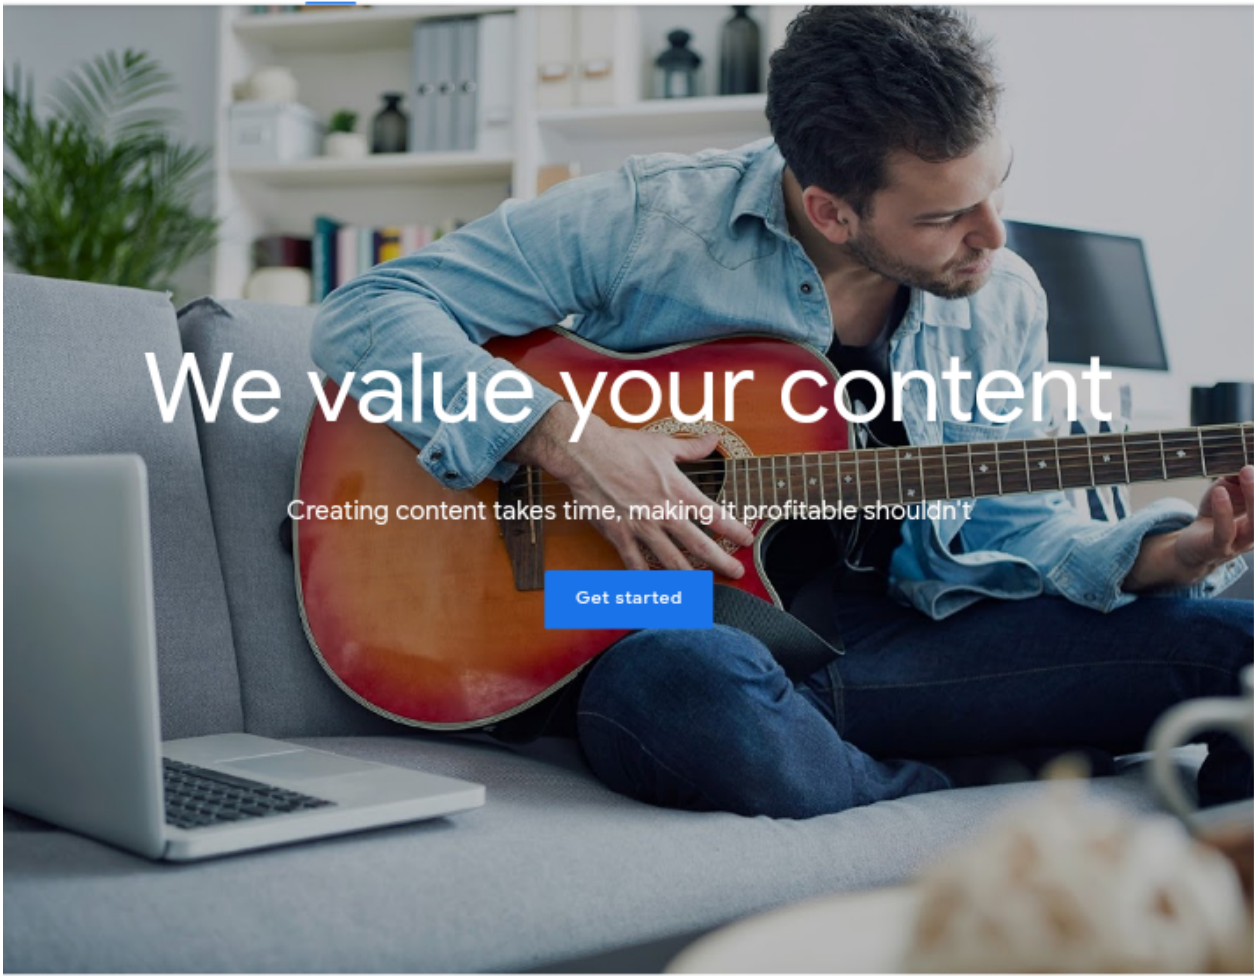 We value your content
Creating content takes time, making it profitable shouldn't
Get started